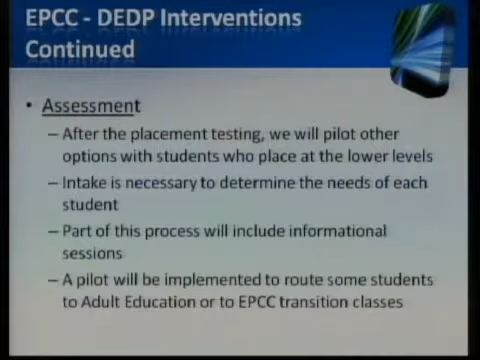 EPCC - DEDP Interventions
Continued
• Assessment
– After the placement testing, we will pilot other
options with students who place at the lower levels
– Intake is necessary to determine the needs of each
student
– Part of this process will include informational
sessions
– A pilot will be implemented to route some students
to Adult Education or to EPCC transition classes